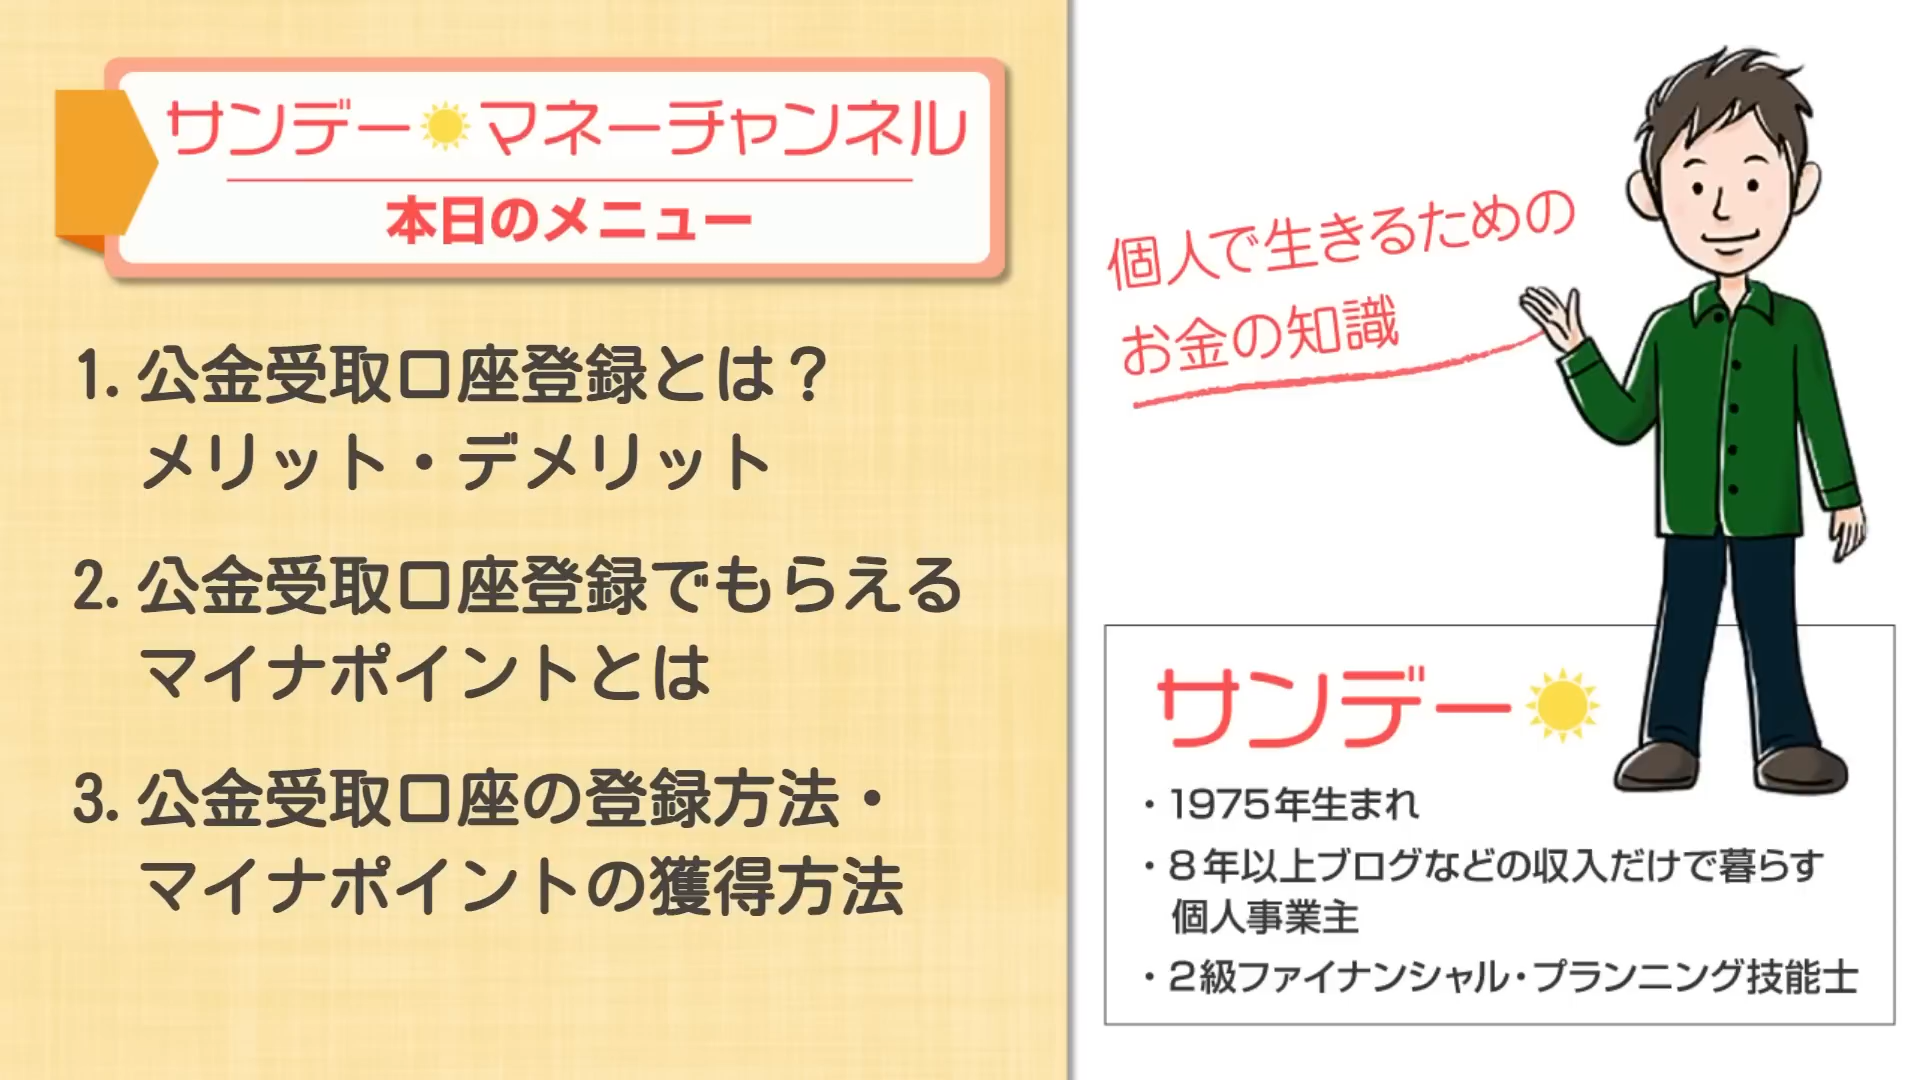 サンデー マネーチャンネル
本日のメニュー
1. 公金受取口座登録とは？
メリット・デメリット
2. 公金受取口座登録でもらえる
マイナポイントとは
3. 公金受取口座の登録方法・
マイナポイントの獲得方法
個人で生きるための
お金の知識
サンデー
・1975年生まれ
・8年以上ブログなどの収入だけで暮らす
個人事業主
・2級ファイナンシャル・プランニング技能士